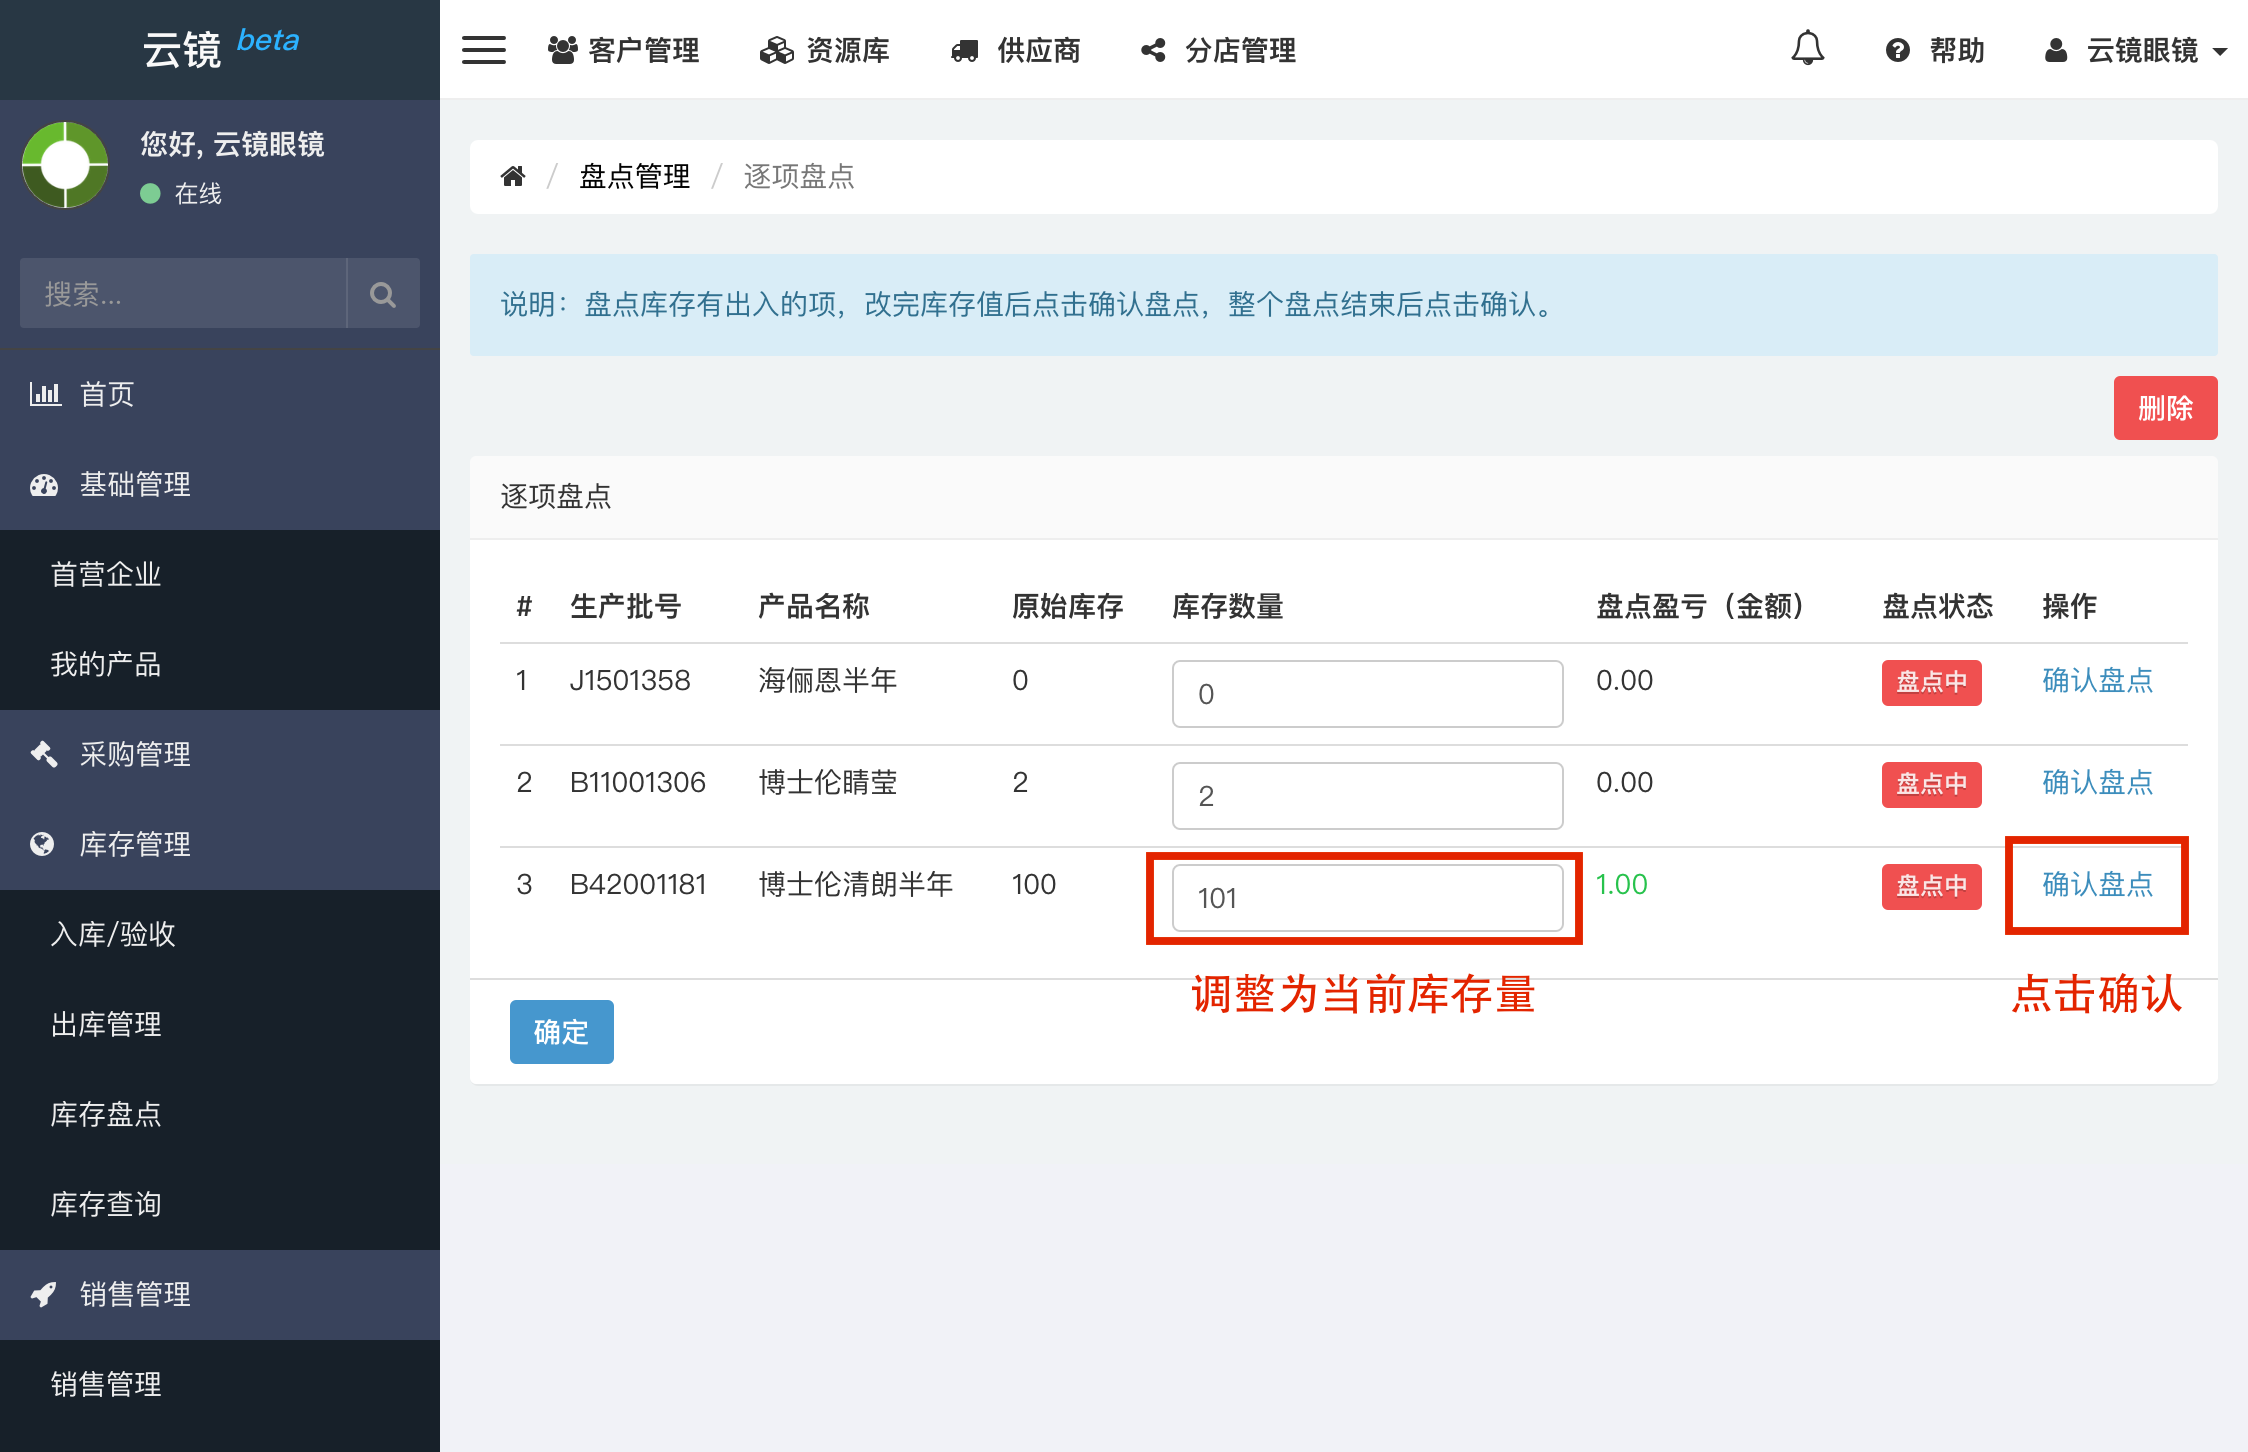 云镜 beta
客户管理 资源库 供应商 分店管理 帮助 云镜眼镜
您好, 云镜眼镜
在线
搜索...
首页
基础管理
首营企业
我的产品
采购管理
库存管理
入库/验收
出库管理
库存盘点
库存查询
销售管理
销售管理
/ 盘点管理 / 逐项盘点
说明：盘点库存有出入的项，改完库存值后点击确认盘点，整个盘点结束后点击确认。
删除
逐项盘点
# 生产批号 产品名称 原始库存 库存数量 盘点盈亏（金额） 盘点状态 操作
1 J1501358 海俪恩半年 0 0 0.00 盘点中 确认盘点
2 B11001306 博士伦睛莹 2 2 0.00 盘点中 确认盘点
3 B42001181 博士伦清朗半年 100 101 1.00 盘点中 确认盘点
调整为当前库存量 点击确认
确定